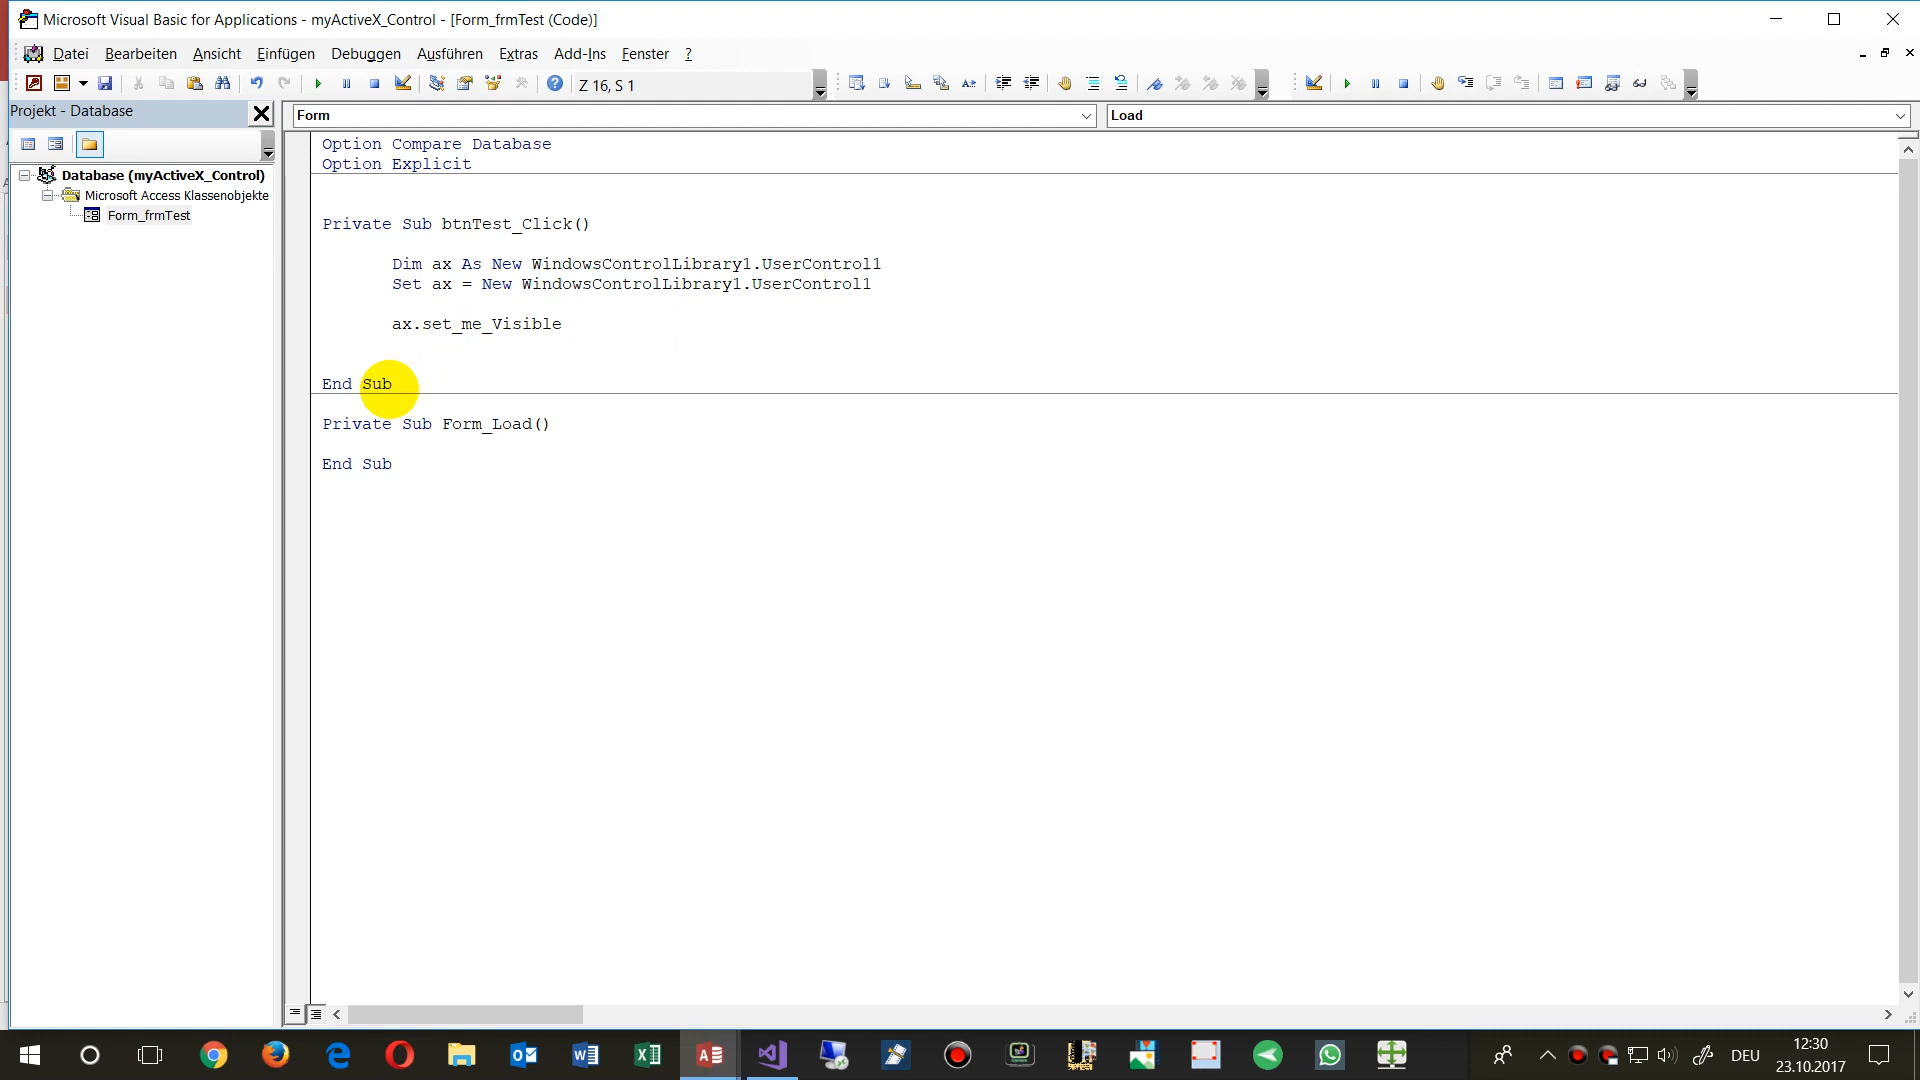 Microsoft Visual Basic for Applications - myActiveX_Control - [Form_frmTest (Code)]
Datei Bearbeiten Ansicht Einfügen Debuggen Ausführen Extras Add-Ins Fenster ?
Z 16, S 1
Projekt - Database
Form
Load
Database (myActiveX_Control)
Microsoft Access Klassenobjekte
Form_frmTest
Option Compare Database
Option Explicit
Private Sub btnTest_Click()
Dim ax As New WindowsControlLibrary1.UserControl1
Set ax = New WindowsControlLibrary1.UserControl1
ax.set_me_Visible
End Sub
Private Sub Form_Load()
End Sub
DEU
12:30
23.10.2017